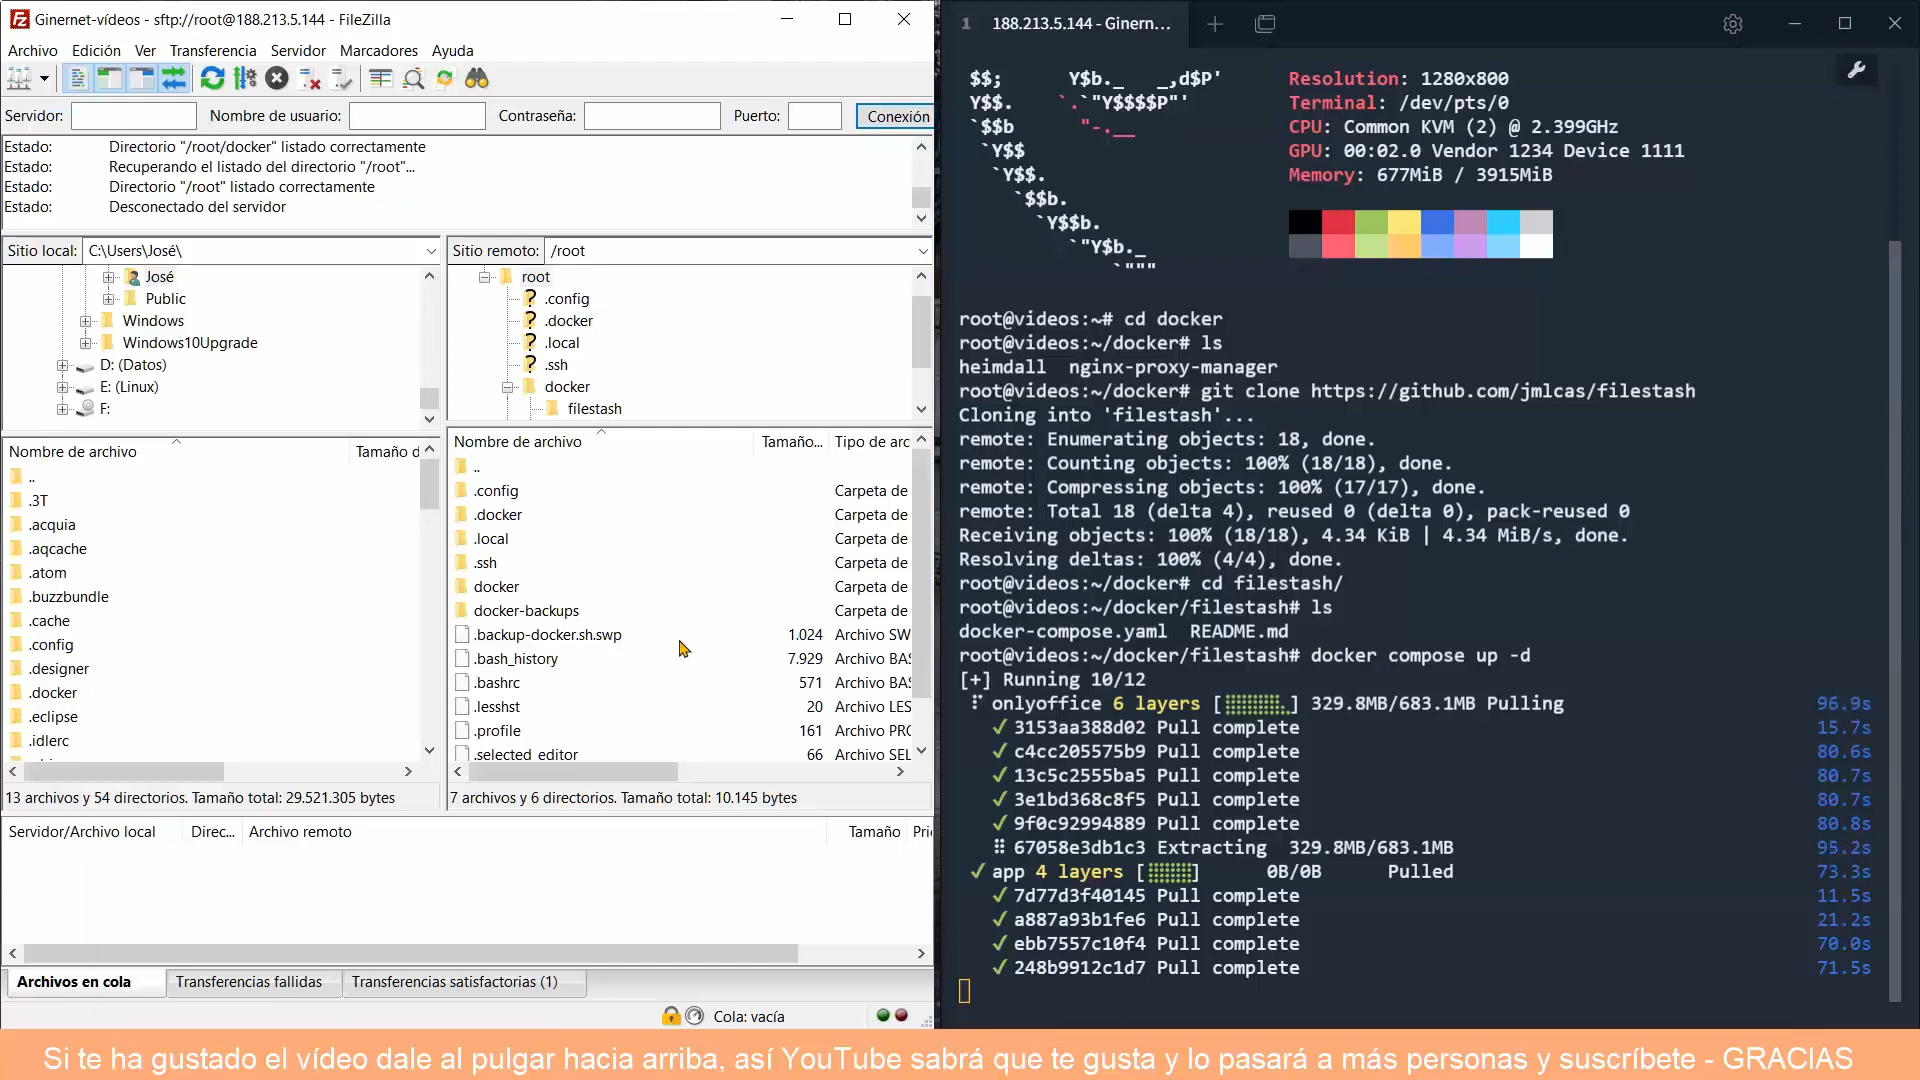 Ginernet-vídeos - sftp://root@188.213.5.144 - FileZilla
Archivo Edición Ver Transferencia Servidor Marcadores Ayuda
Servidor: Nombre de usuario: Contraseña: Puerto: Conexión
Estado: Directorio "/root/docker" listado correctamente
Estado: Recuperando el listado del directorio "/root"...
Estado: Directorio "/root" listado correctamente
Estado: Desconectado del servidor
Sitio local: C:\Users\José\
José
Public
Windows
Windows10Upgrade
D: (Datos)
E: (Linux)
F:
Nombre de archivo Tamaño d
..
.3T
.acquia
.aqcache
.atom
.buzzbundle
.cache
.config
.designer
.docker
.eclipse
.idlerc
13 archivos y 54 directorios. Tamaño total: 29.521.305 bytes
Sitio remoto: /root
root
.config
.docker
.local
.ssh
docker
filestash
Nombre de archivo Tamaño... Tipo de arc
..
.config Carpeta de
.docker Carpeta de
.local Carpeta de
.ssh Carpeta de
docker Carpeta de
docker-backups Carpeta de
.backup-docker.sh.swp 1.024 Archivo SW
.bash_history 7.929 Archivo BAS
.bashrc 571 Archivo BAS
.lesshst 20 Archivo LES
.profile 161 Archivo PRO
.selected_editor 66 Archivo SEL
7 archivos y 6 directorios. Tamaño total: 10.145 bytes
Servidor/Archivo local Direc... Archivo remoto Tamaño Pri
Archivos en cola Transferencias fallidas Transferencias satisfactorias (1)
Cola: vacía
1 188.213.5.144 - Ginern...
$$; Y$b._ _,d$P' Resolution: 1280x800
Y$$. `.`"Y$$$$P"' Terminal: /dev/pts/0
`$$b "-.__ CPU: Common KVM (2) @ 2.399GHz
`Y$$ GPU: 00:02.0 Vendor 1234 Device 1111
`Y$$. Memory: 677MiB / 3915MiB
`$$b.
`Y$$b.
`"Y$b._
`"""
root@videos:~# cd docker
root@videos:~/docker# ls
heimdall nginx-proxy-manager
root@videos:~/docker# git clone https://github.com/jmlcas/filestash
Cloning into 'filestash'...
remote: Enumerating objects: 18, done.
remote: Counting objects: 100% (18/18), done.
remote: Compressing objects: 100% (17/17), done.
remote: Total 18 (delta 4), reused 0 (delta 0), pack-reused 0
Receiving objects: 100% (18/18), 4.34 KiB | 4.34 MiB/s, done.
Resolving deltas: 100% (4/4), done.
root@videos:~/docker# cd filestash/
root@videos:~/docker/filestash# ls
docker-compose.yaml README.md
root@videos:~/docker/filestash# docker compose up -d
[+] Running 10/12
⠏ onlyoffice 6 layers [⣿⣿⣿⣿⣿⣄] 329.8MB/683.1MB Pulling 96.9s
✓ 3153aa388d02 Pull complete 15.7s
✓ c4cc205575b9 Pull complete 80.6s
✓ 13c5c2555ba5 Pull complete 80.7s
✓ 3e1bd368c8f5 Pull complete 80.7s
✓ 9f0c92994889 Pull complete 80.8s
⠿ 67058e3db1c3 Extracting 329.8MB/683.1MB 95.2s
✓ app 4 layers [⣿⣿⣿⣿] 0B/0B Pulled 73.3s
✓ 7d77d3f40145 Pull complete 11.5s
✓ a887a93b1fe6 Pull complete 21.2s
✓ ebb7557c10f4 Pull complete 70.0s
✓ 248b9912c1d7 Pull complete 71.5s
Si te ha gustado el vídeo dale al pulgar hacia arriba, así YouTube sabrá que te gusta y lo pasará a más personas y suscríbete - GRACIAS